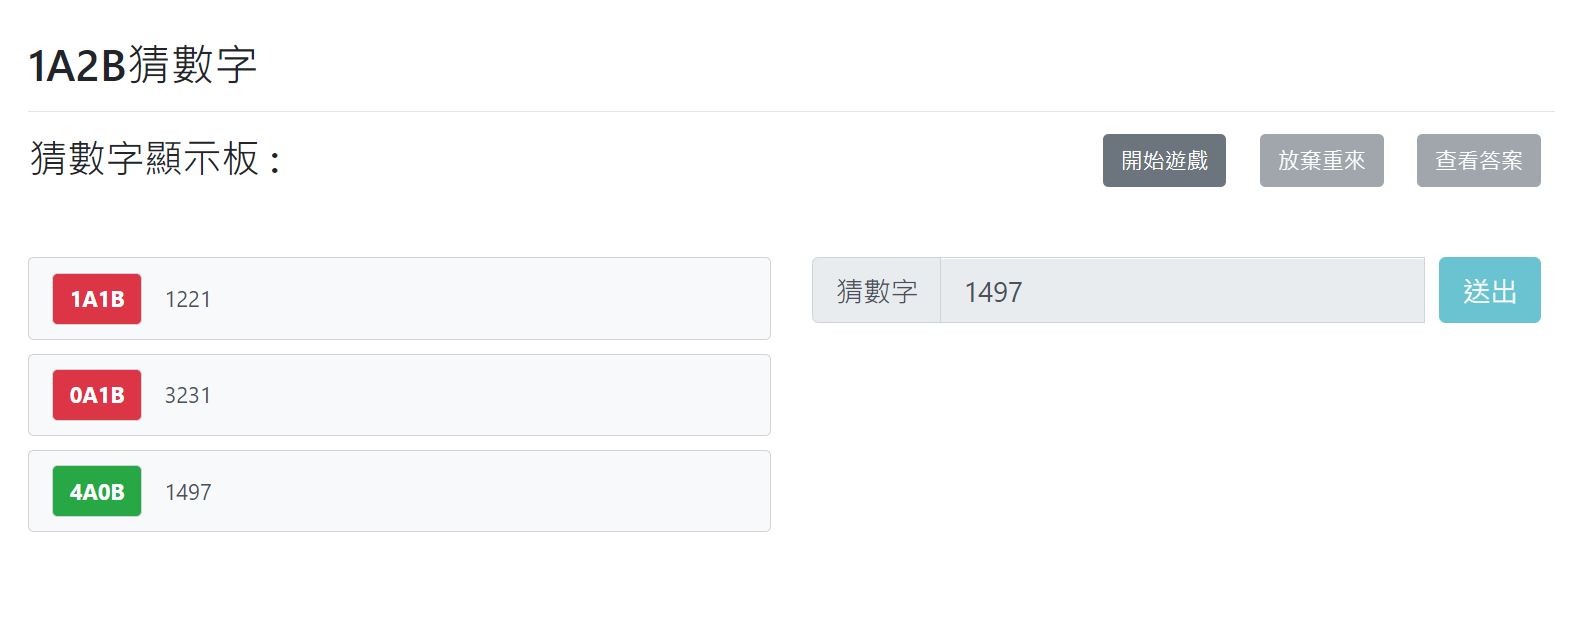 1A2B猜數字
猜數字顯示板：
開始遊戲
放棄重來
查看答案
1A1B 1221
0A1B 3231
4A0B 1497
猜數字 1497 送出